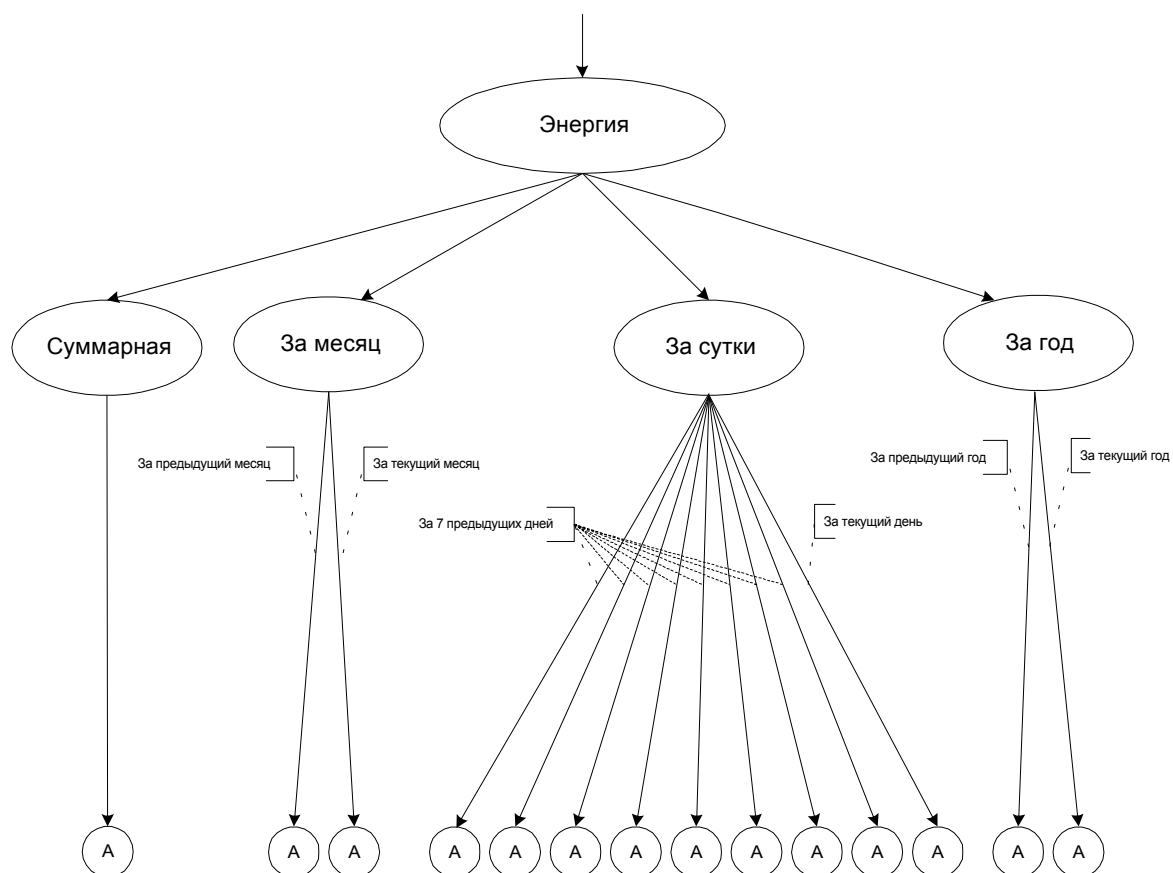 Энергия
Суммарная
За месяц
За сутки
За год
За предыдущий месяц
За текущий месяц
За предыдущий год
За текущий год
За 7 предыдущих дней
За текущий день
А
А
А
А
А
А
А
А
А
А
А
А
А
А